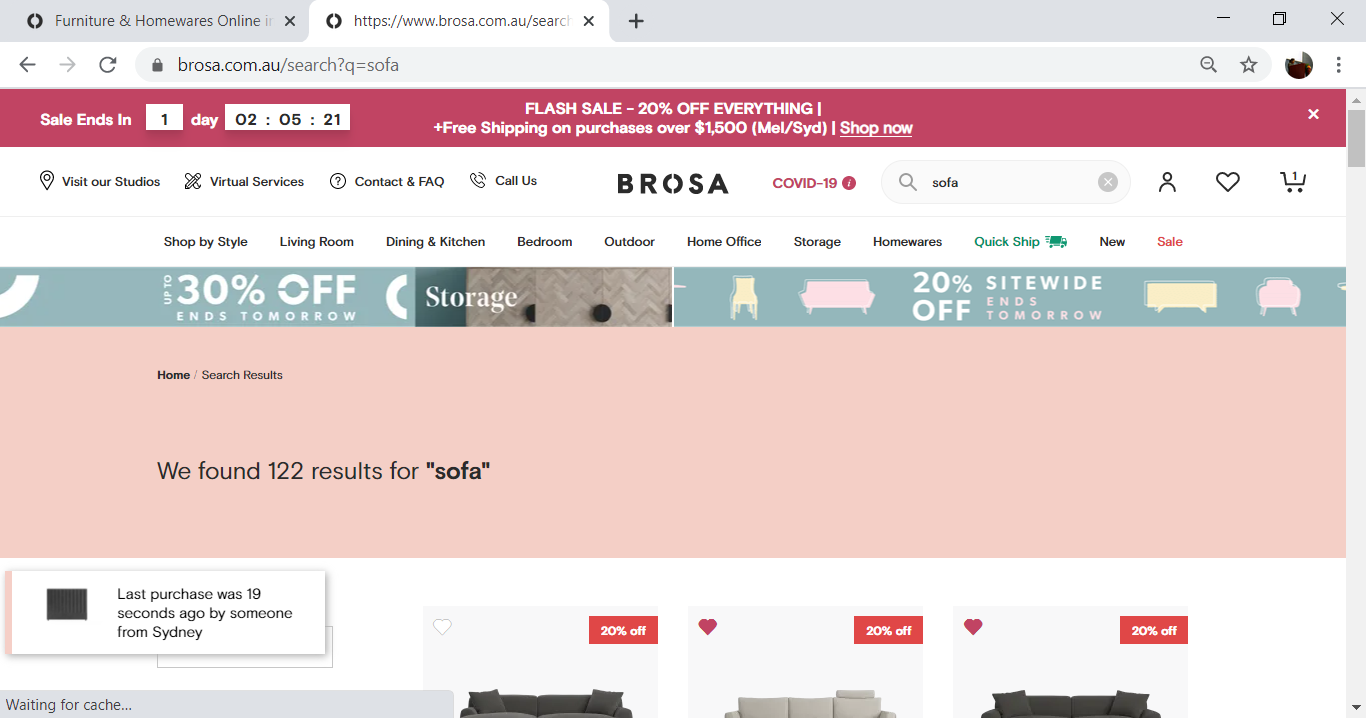 Furniture & Homewares Online in
https://www.brosa.com.au/search
brosa.com.au/search?q=sofa
Sale Ends In 1 day 02 : 05 : 21
FLASH SALE - 20% OFF EVERYTHING |
+Free Shipping on purchases over $1,500 (Mel/Syd) | Shop now
Visit our Studios
Virtual Services
Contact & FAQ
Call Us
BROSA
COVID-19
sofa
1
Shop by Style
Living Room
Dining & Kitchen
Bedroom
Outdoor
Home Office
Storage
Homewares
Quick Ship
New
Sale
UP TO 30% OFF
ENDS TOMORROW
Storage
20% OFF
SITEWIDE
ENDS
TOMORROW
Home / Search Results
We found 122 results for "sofa"
Last purchase was 19
seconds ago by someone
from Sydney
20% off
20% off
20% off
Waiting for cache...